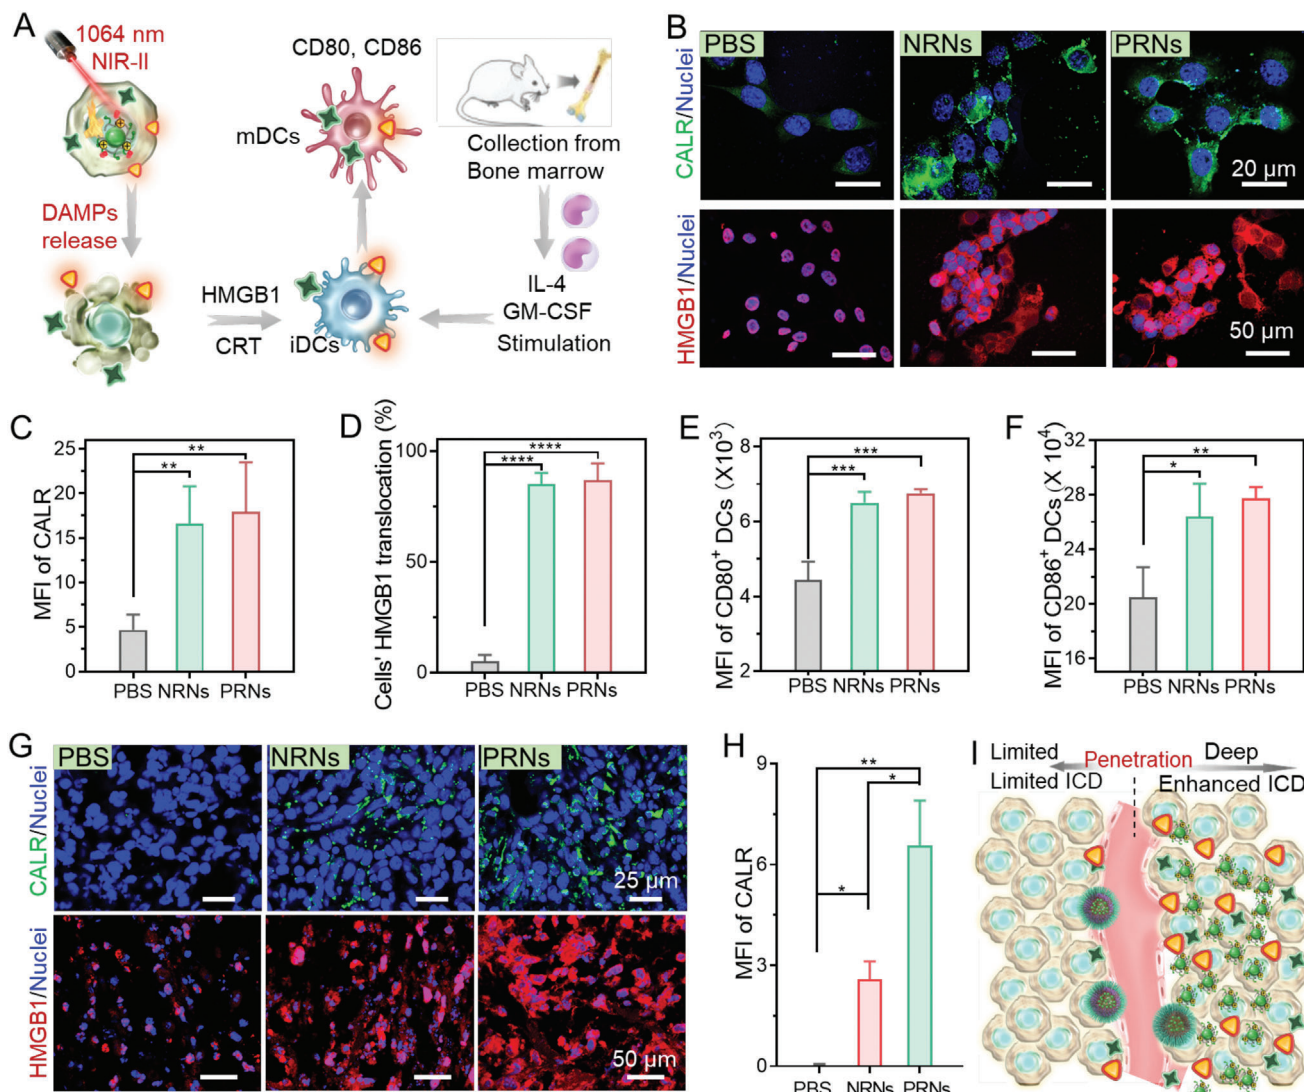 A
1064 nm
NIR-II
DAMPs
release
HMGB1
CRT
CD80, CD86
mDCs
iDCs
Collection from
Bone marrow
IL-4
GM-CSF
Stimulation
B
PBS
NRNs
PRNs
CALR/Nuclei
20 µm
HMGB1/Nuclei
50 µm
C
MFI of CALR
25
20
15
10
5
0
**
**
PBS
NRNs
PRNs
D
Cells' HMGB1 translocation (%)
100
50
0
****
****
PBS
NRNs
PRNs
E
MFI of CD80⁺ DCs (X10³)
8
6
4
2
***
***
PBS
NRNs
PRNs
F
MFI of CD86⁺ DCs (X 10⁴)
32
28
24
20
16
**
*
PBS
NRNs
PRNs
G
PBS
NRNs
PRNs
CALR/Nuclei
25 µm
HMGB1/Nuclei
50 µm
H
MFI of CALR
9
6
3
0
**
*
*
PBS
NRNs
PRNs
I
Limited
Penetration
Deep
Limited ICD
Enhanced ICD